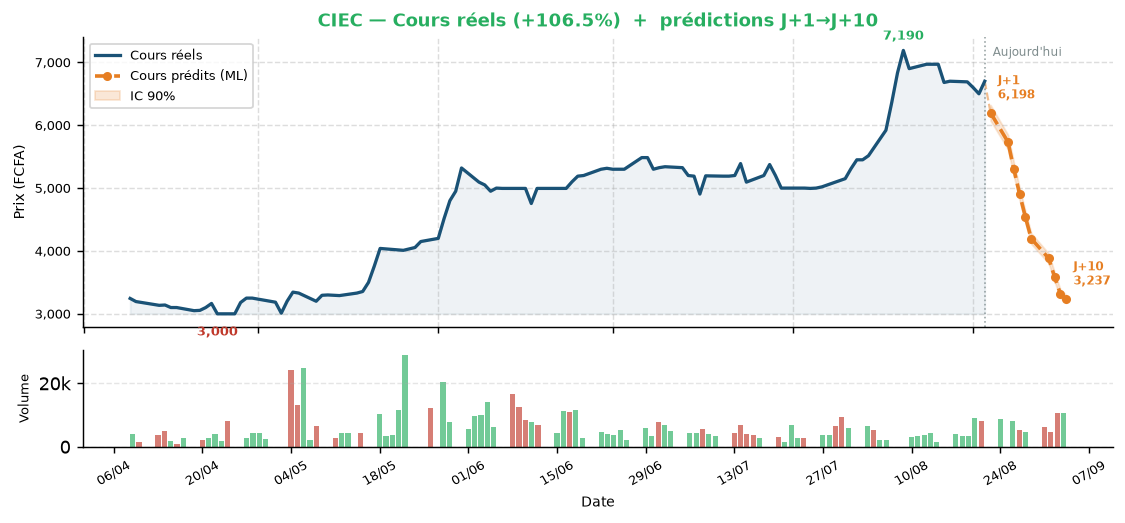 CIEC — Cours réels (+106.5%)  +  prédictions J+1→J+10
7,190
Cours réels
Cours prédits (ML)
IC 90%
Aujourd'hui
J+1
6,198
J+10
3,237
3,000
Prix (FCFA)
7,000
6,000
5,000
4,000
3,000
Volume
20k
0
06/04
20/04
04/05
18/05
01/06
15/06
29/06
13/07
27/07
10/08
24/08
07/09
Date